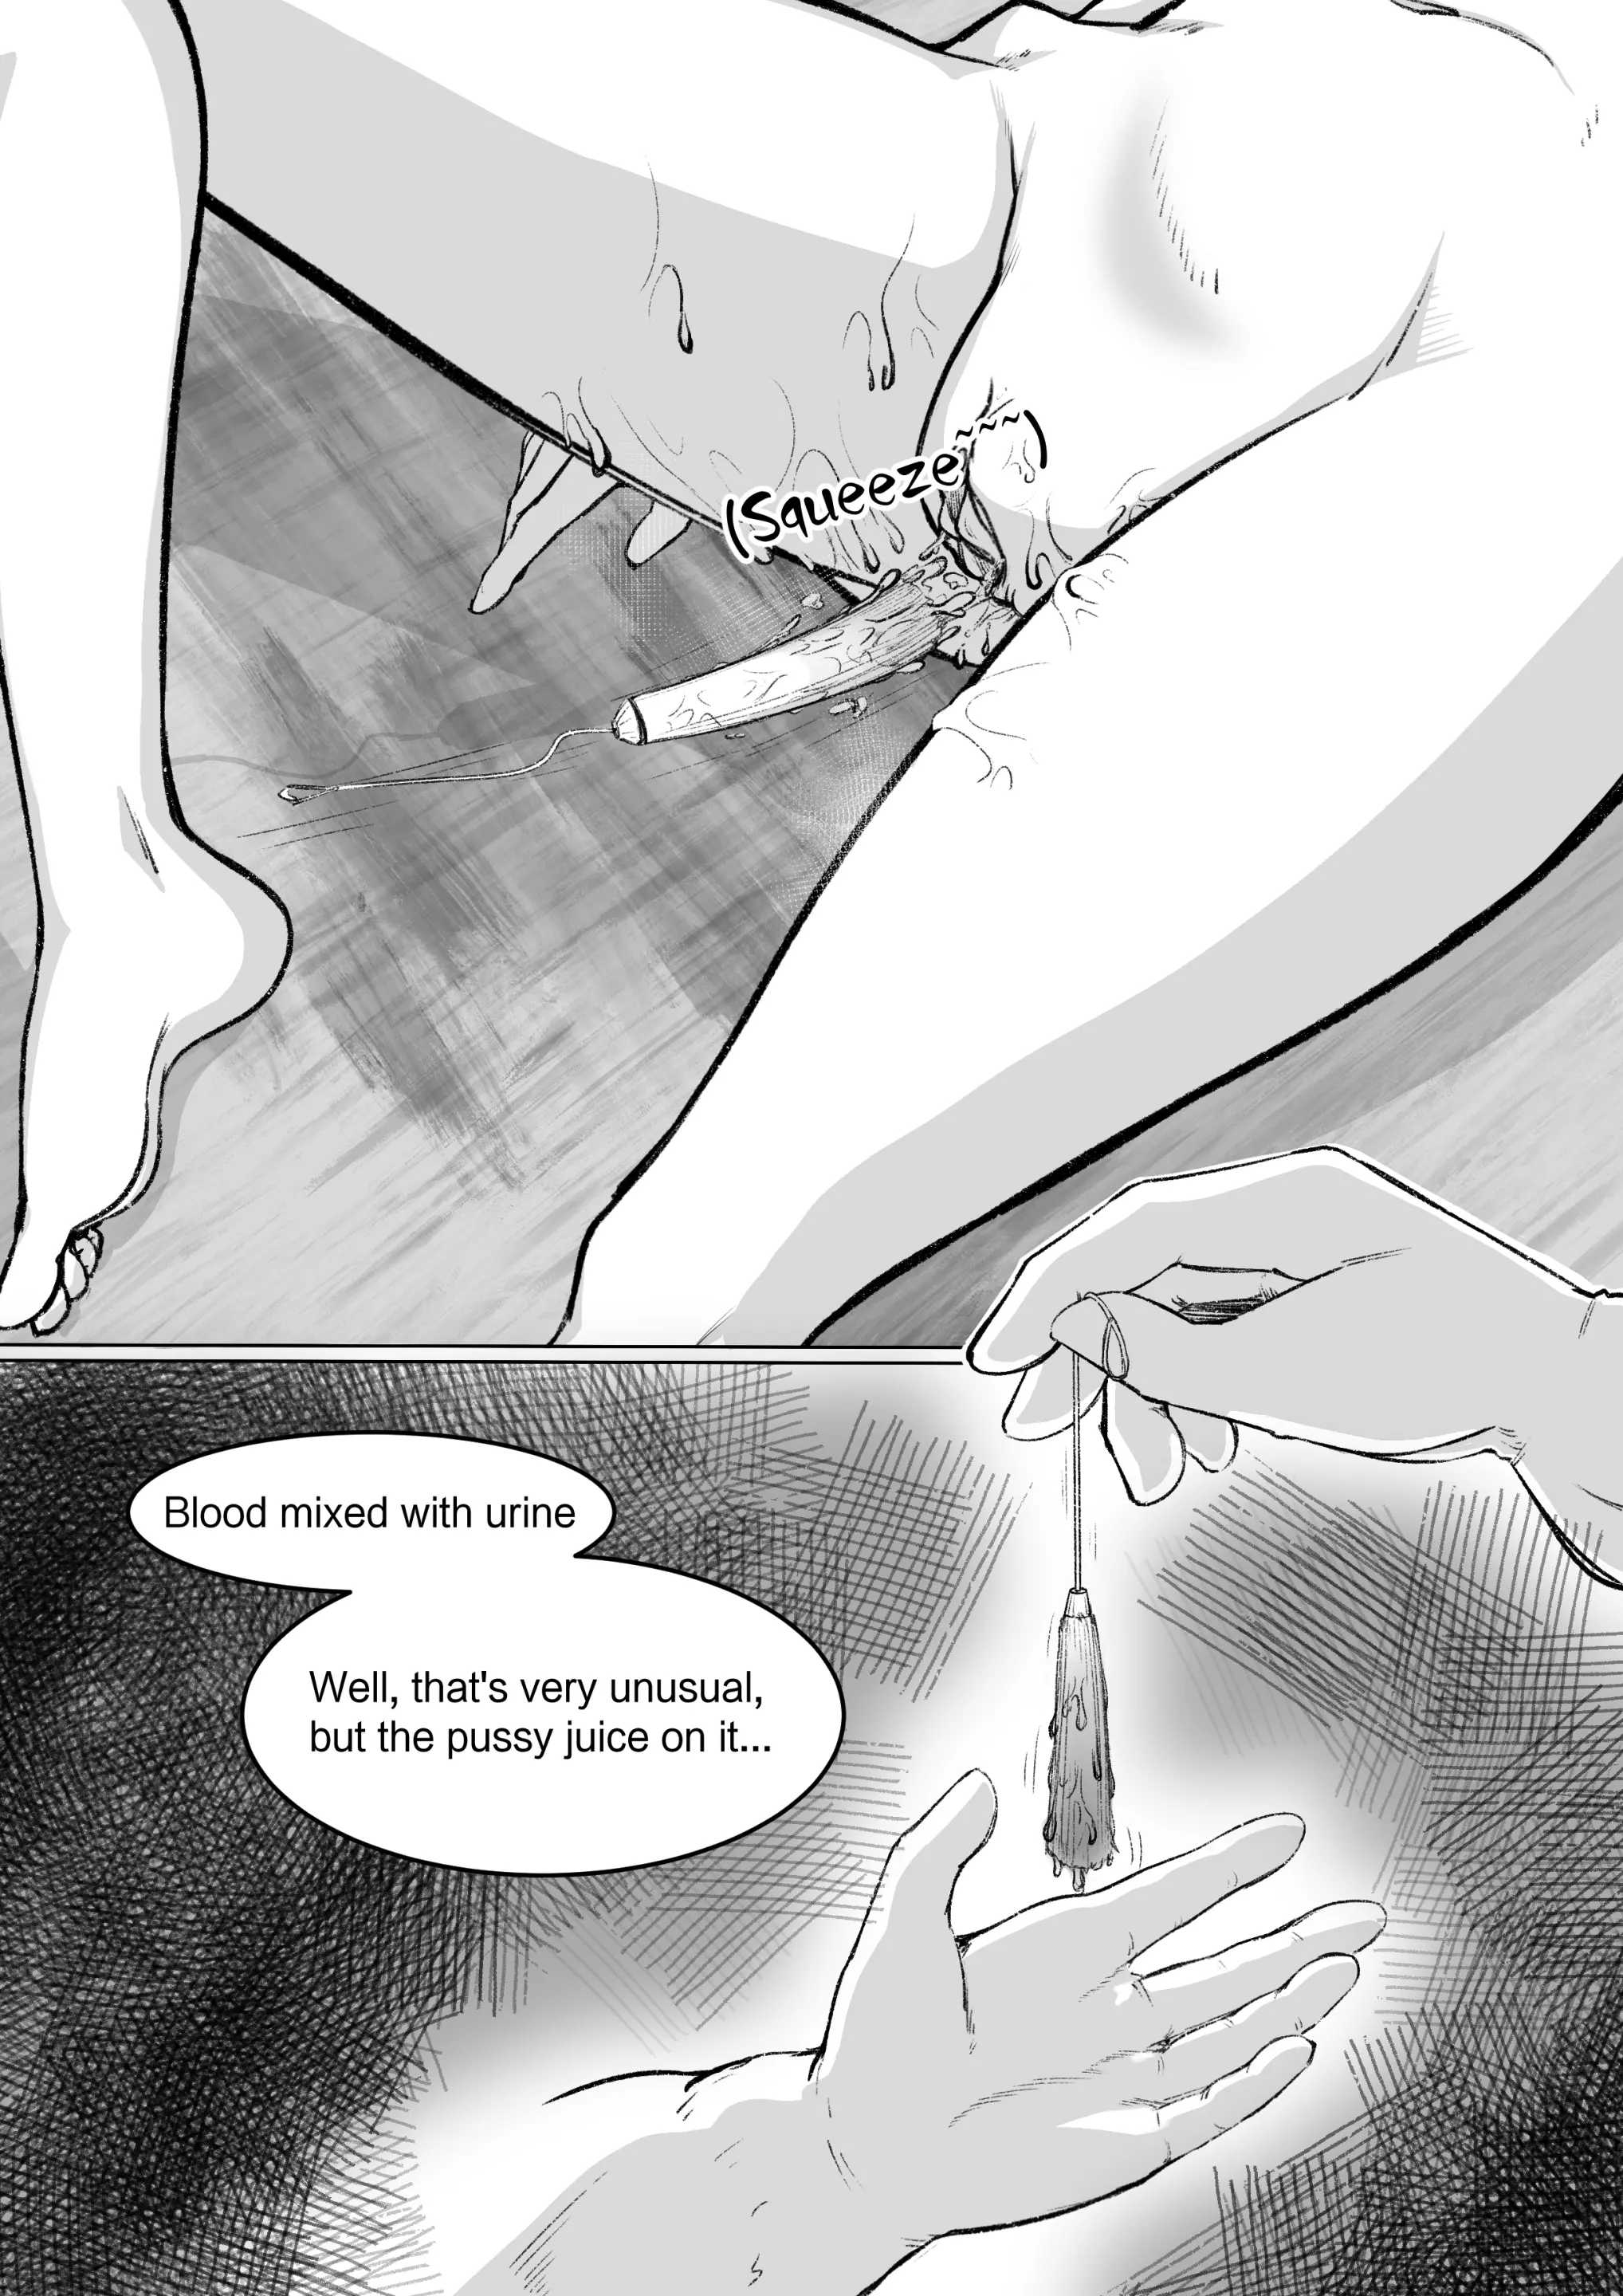 (Squeeze~~~)
Blood mixed with urine
Well, that's very unusual,
but the pussy juice on it...